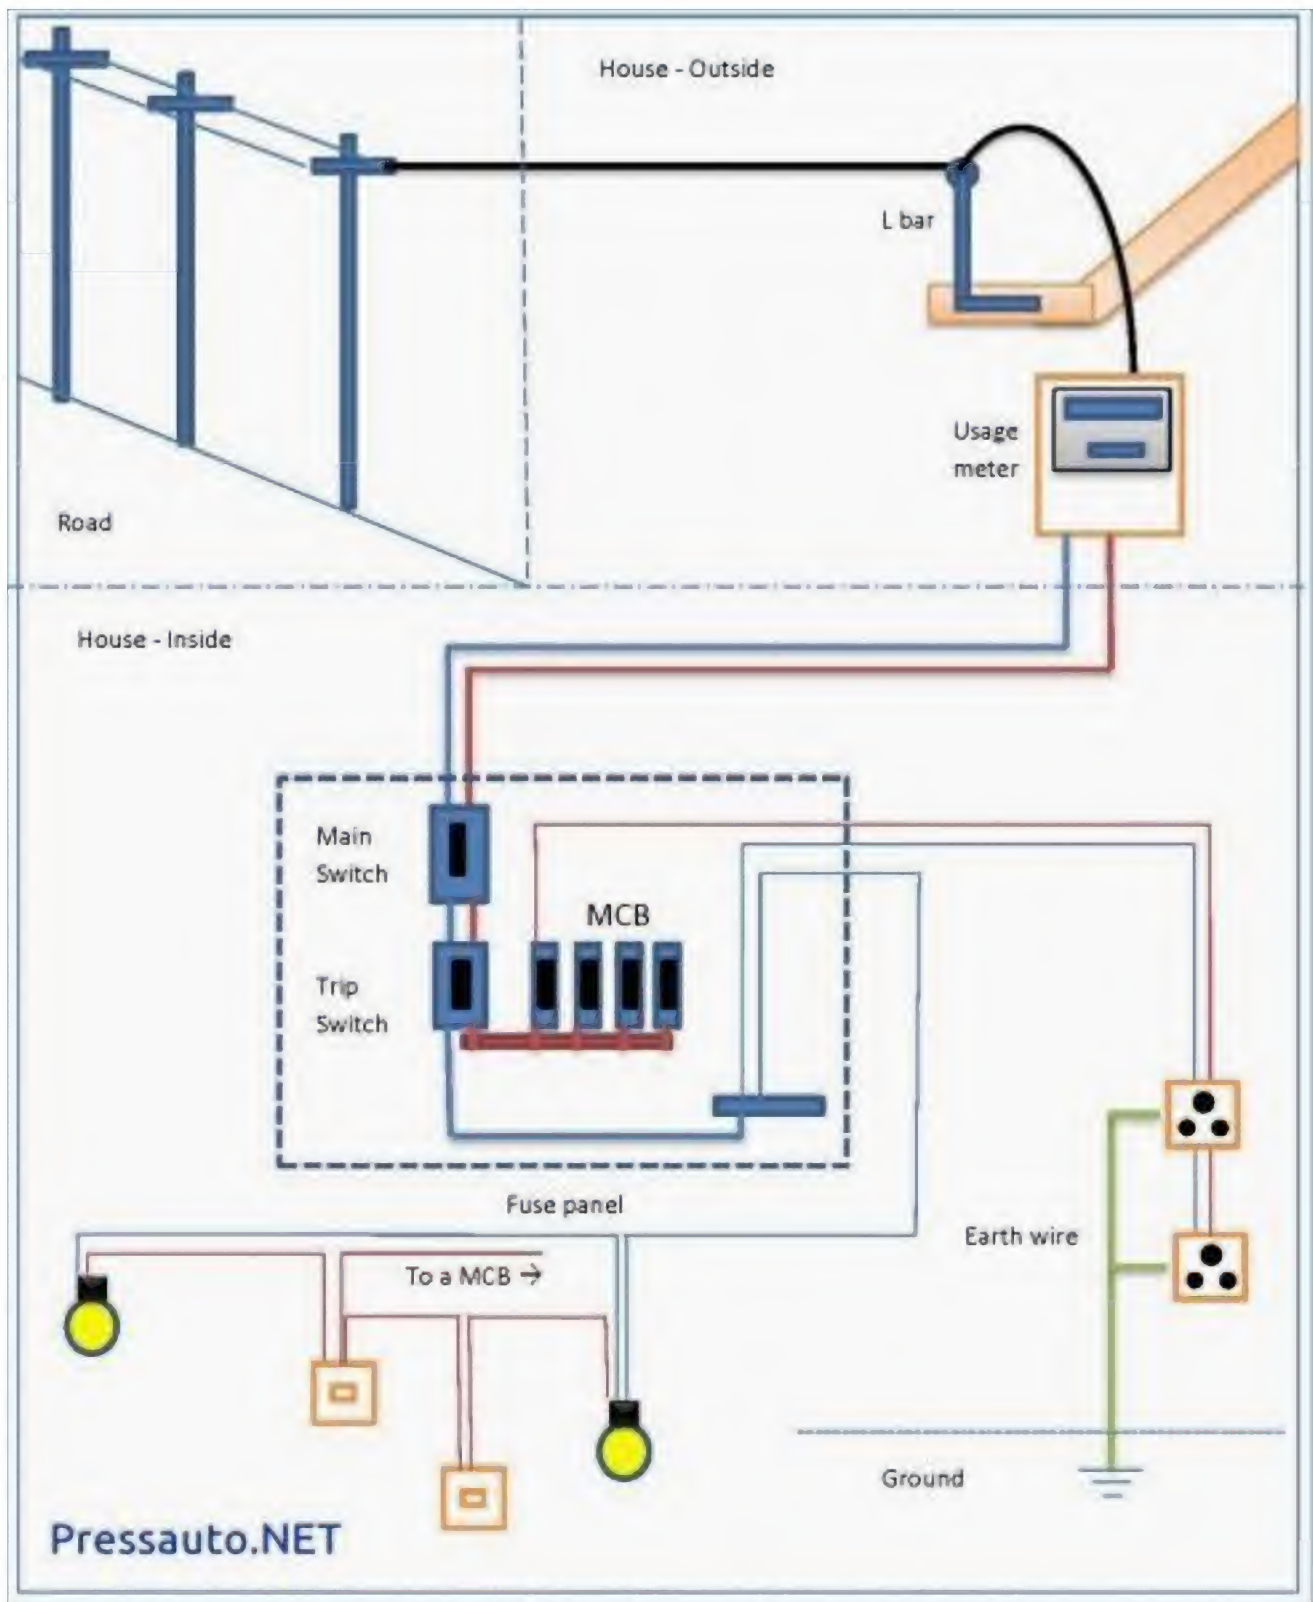 House - Outside
L bar
Usage
meter
Road
House - Inside
Main
Switch
MCB
Trip
Switch
Fuse panel
Earth wire
To a MCB →
Ground
Pressauto.NET